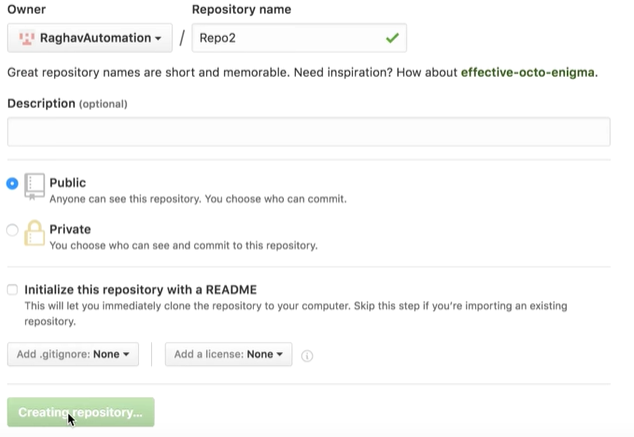 Owner
Repository name
RaghavAutomation / Repo2
Great repository names are short and memorable. Need inspiration? How about effective-octo-enigma.
Description (optional)
Public
Anyone can see this repository. You choose who can commit.
Private
You choose who can see and commit to this repository.
Initialize this repository with a README
This will let you immediately clone the repository to your computer. Skip this step if you're importing an existing
repository.
Add .gitignore: None
Add a license: None
Creating repository...